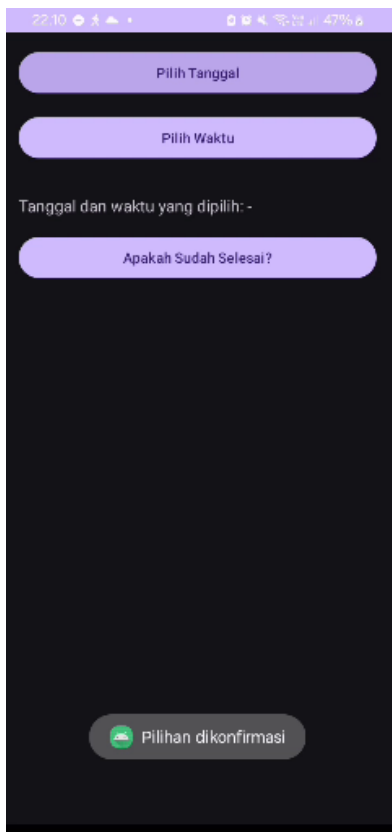 22.10 47%
Pilih Tanggal
Pilih Waktu
Tanggal dan waktu yang dipilih: -
Apakah Sudah Selesai?
Pilihan dikonfirmasi